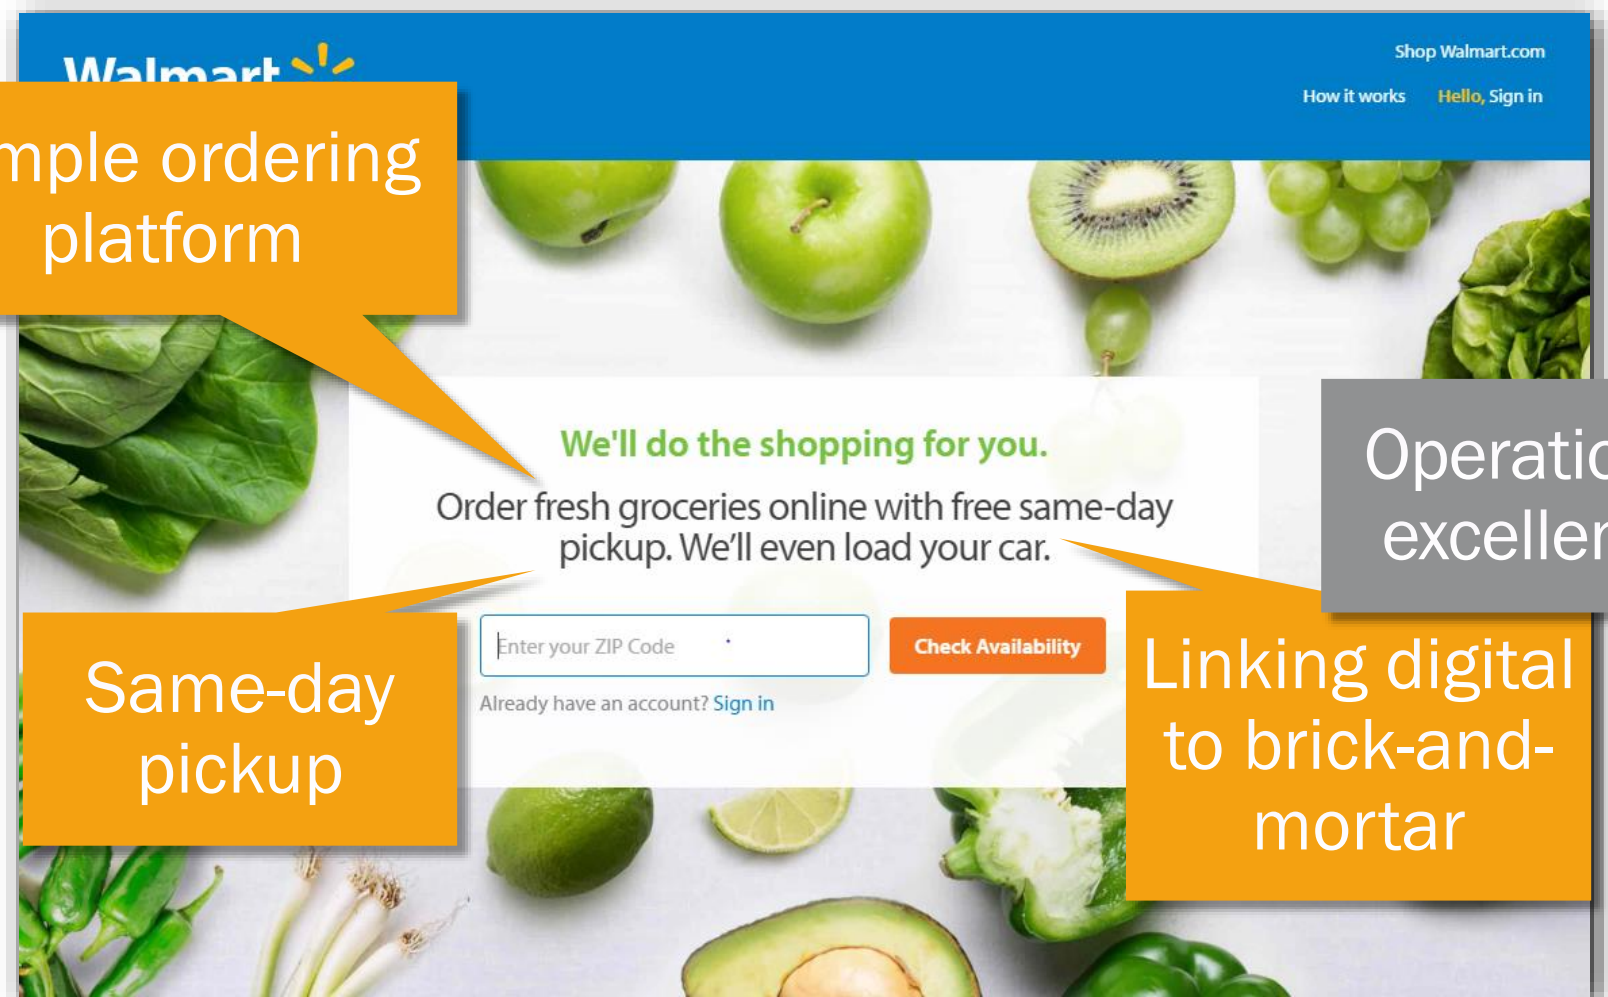 Walmart
Shop Walmart.com
How it works Hello, Sign in
mple ordering
platform
We'll do the shopping for you.
Order fresh groceries online with free same-day
pickup. We'll even load your car.
Operatio
exceller
Enter your ZIP Code
Check Availability
Already have an account? Sign in
Same-day
pickup
Linking digital
to brick-and-
mortar